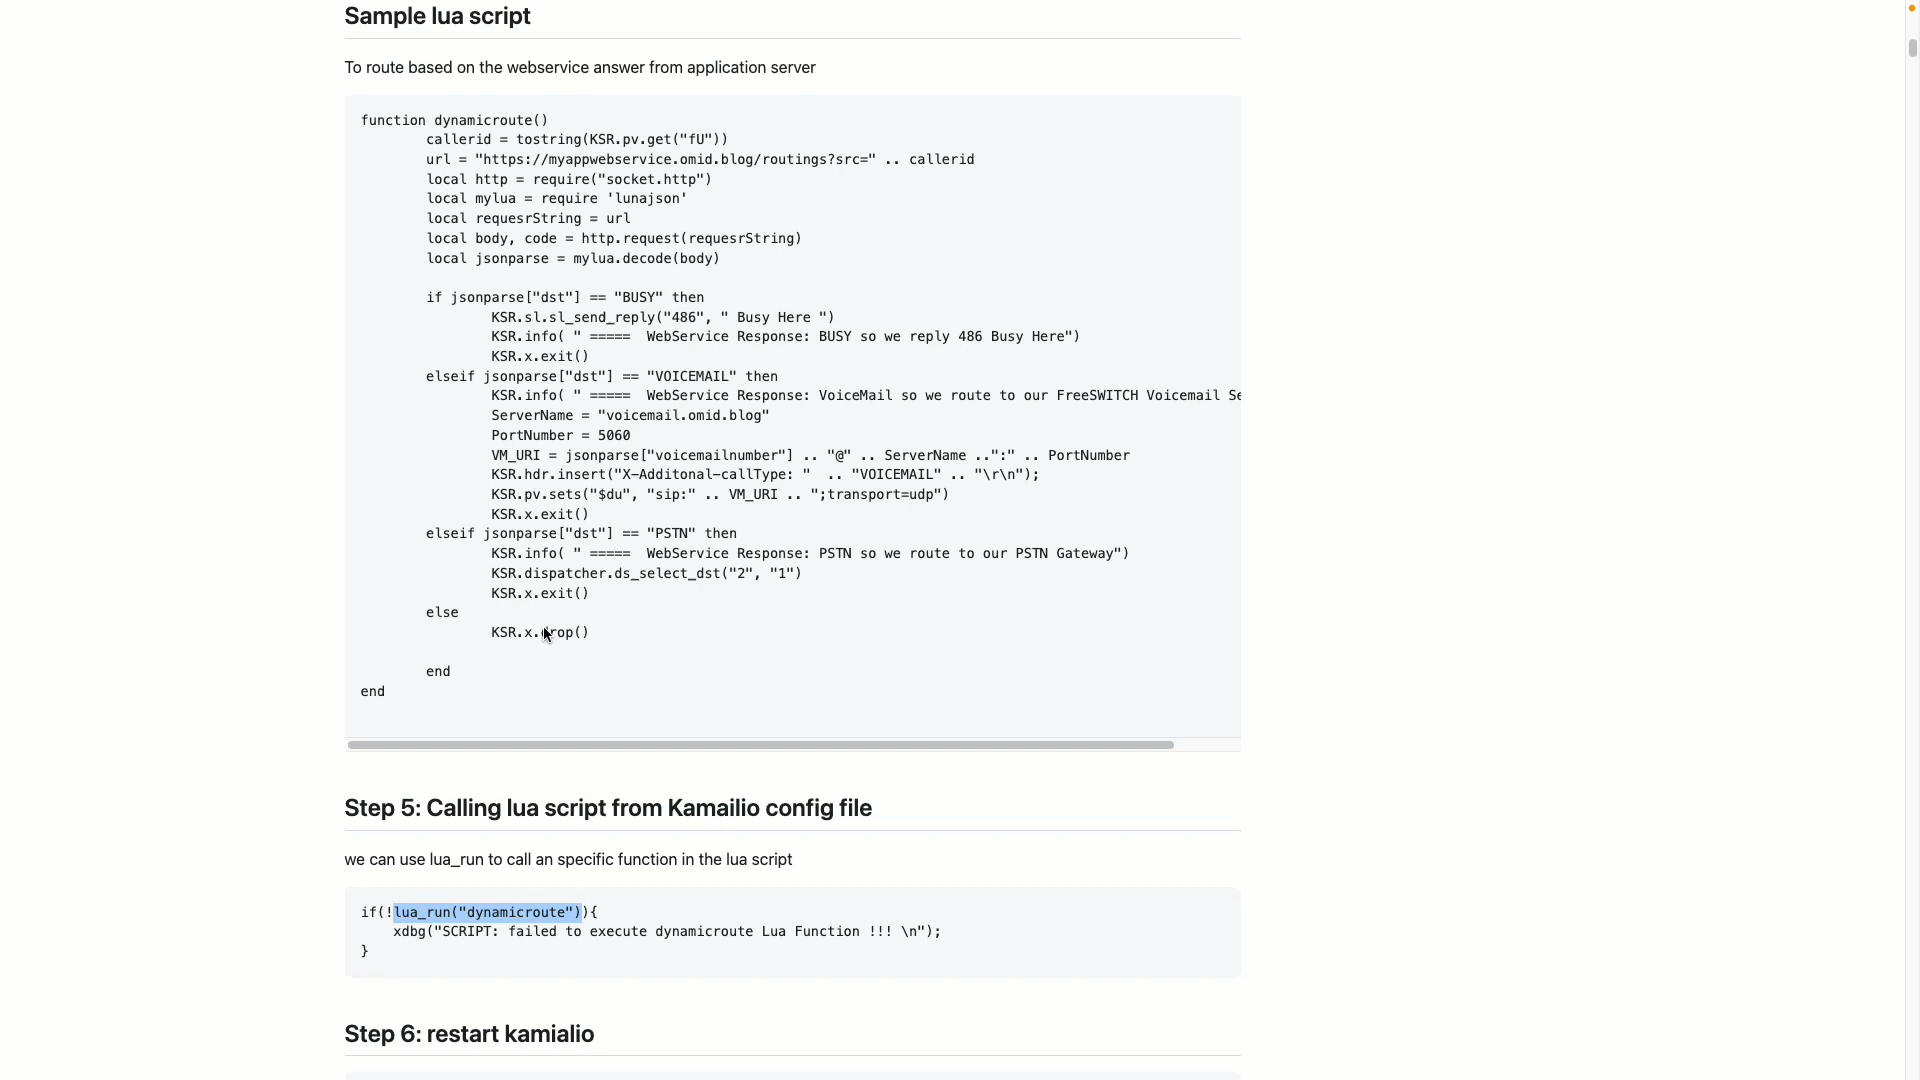 Sample lua script
To route based on the webservice answer from application server
function dynamicroute()
callerid = tostring(KSR.pv.get("fU"))
url = "https://myappwebservice.omid.blog/routings?src=" .. callerid
local http = require("socket.http")
local mylua = require 'lunajson'
local requesrString = url
local body, code = http.request(requesrString)
local jsonparse = mylua.decode(body)
if jsonparse["dst"] == "BUSY" then
KSR.sl.sl_send_reply("486", " Busy Here ")
KSR.info( " =====  WebService Response: BUSY so we reply 486 Busy Here")
KSR.x.exit()
elseif jsonparse["dst"] == "VOICEMAIL" then
KSR.info( " =====  WebService Response: VoiceMail so we route to our FreeSWITCH Voicemail Se
ServerName = "voicemail.omid.blog"
PortNumber = 5060
VM_URI = jsonparse["voicemailnumber"] .. "@" .. ServerName ..":" .. PortNumber
KSR.hdr.insert("X-Additonal-callType: "  .. "VOICEMAIL" .. "\r\n");
KSR.pv.sets("$du", "sip:" .. VM_URI .. ";transport=udp")
KSR.x.exit()
elseif jsonparse["dst"] == "PSTN" then
KSR.info( " =====  WebService Response: PSTN so we route to our PSTN Gateway")
KSR.dispatcher.ds_select_dst("2", "1")
KSR.x.exit()
else
KSR.x.drop()
end
end
Step 5: Calling lua script from Kamailio config file
we can use lua_run to call an specific function in the lua script
if(!lua_run("dynamicroute")){
xdbg("SCRIPT: failed to execute dynamicroute Lua Function !!! \n");
}
Step 6: restart kamialio